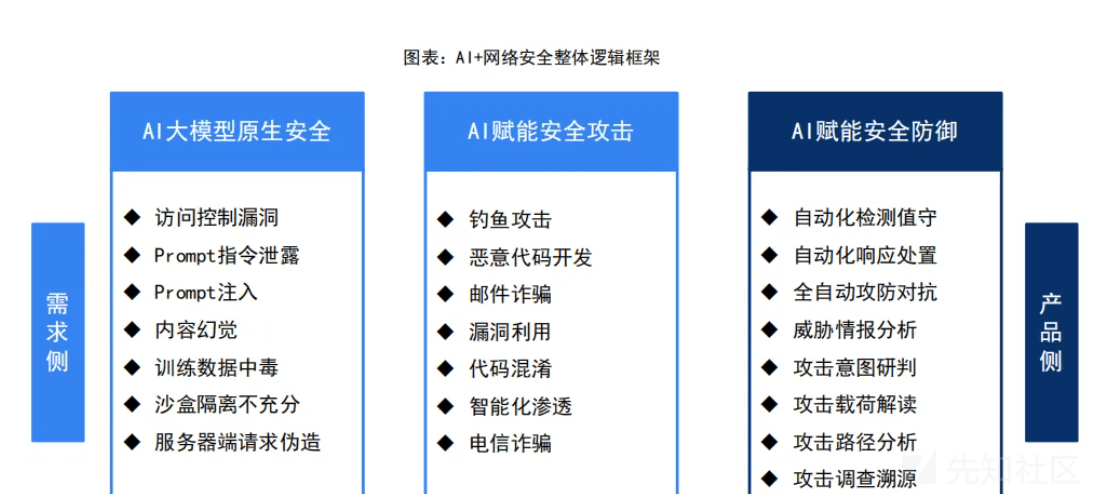 图表：AI+网络安全整体逻辑框架
需求侧
AI大模型原生安全
◆ 访问控制漏洞
◆ Prompt指令泄露
◆ Prompt注入
◆ 内容幻觉
◆ 训练数据中毒
◆ 沙盒隔离不充分
◆ 服务器端请求伪造
AI赋能安全攻击
◆ 钓鱼攻击
◆ 恶意代码开发
◆ 邮件诈骗
◆ 漏洞利用
◆ 代码混淆
◆ 智能化渗透
◆ 电信诈骗
AI赋能安全防御
◆ 自动化检测值守
◆ 自动化响应处置
◆ 全自动攻防对抗
◆ 威胁情报分析
◆ 攻击意图研判
◆ 攻击载荷解读
◆ 攻击路径分析
◆ 攻击调查溯源
产品侧
先知社区